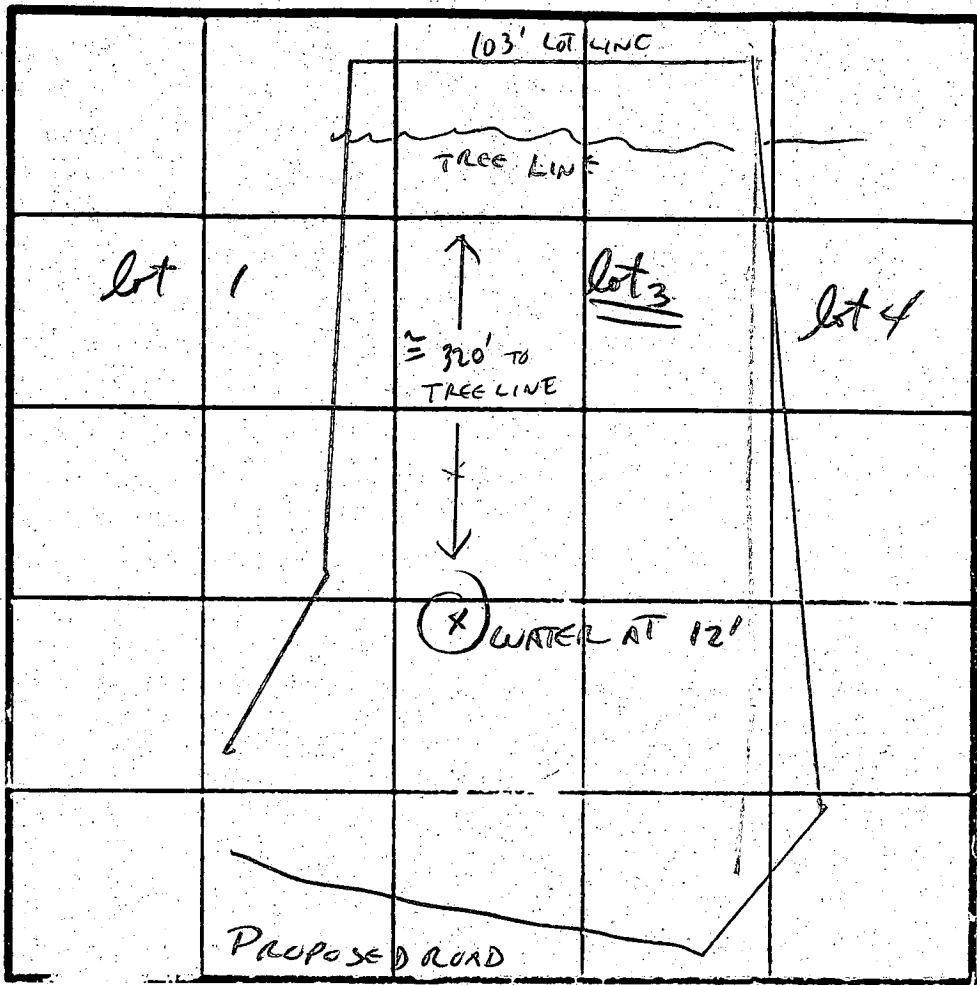 103' LOT LINE
TREE LINE
lot 1
lot 3
lot 4
≅ 320' TO
TREE LINE
X WATER AT 12'
PROPOSED ROAD